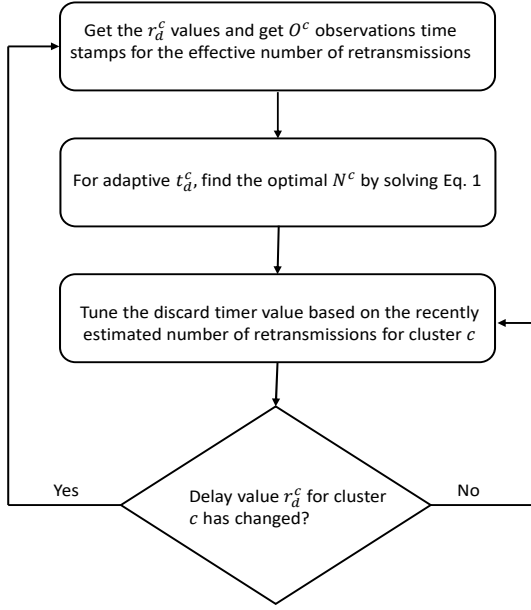 Get the $r_d^c$ values and get $O^c$ observations time
stamps for the effective number of retransmissions
For adaptive $t_d^c$, find the optimal $N^c$ by solving Eq. 1
Tune the discard timer value based on the recently
estimated number of retransmissions for cluster $c$
Delay value $r_d^c$ for cluster
$c$ has changed?
Yes
No